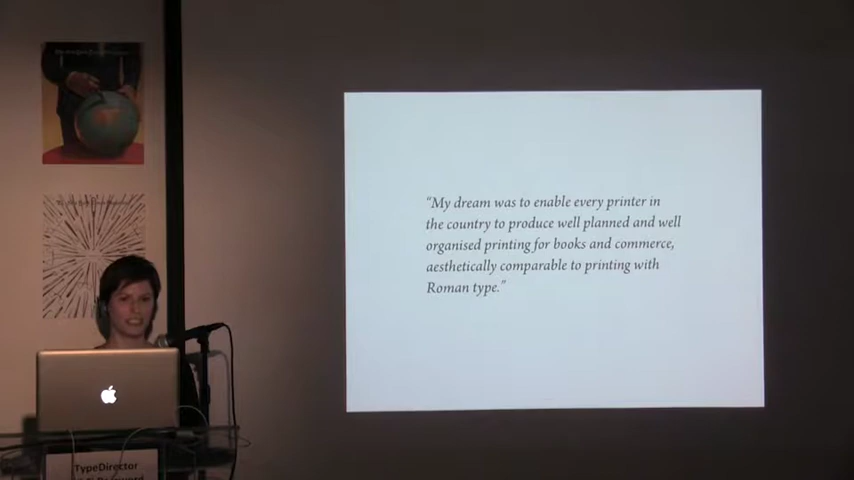 “My dream was to enable every printer in
the country to produce well planned and well
organised printing for books and commerce,
aesthetically comparable to printing with
Roman type.”
TypeDirector